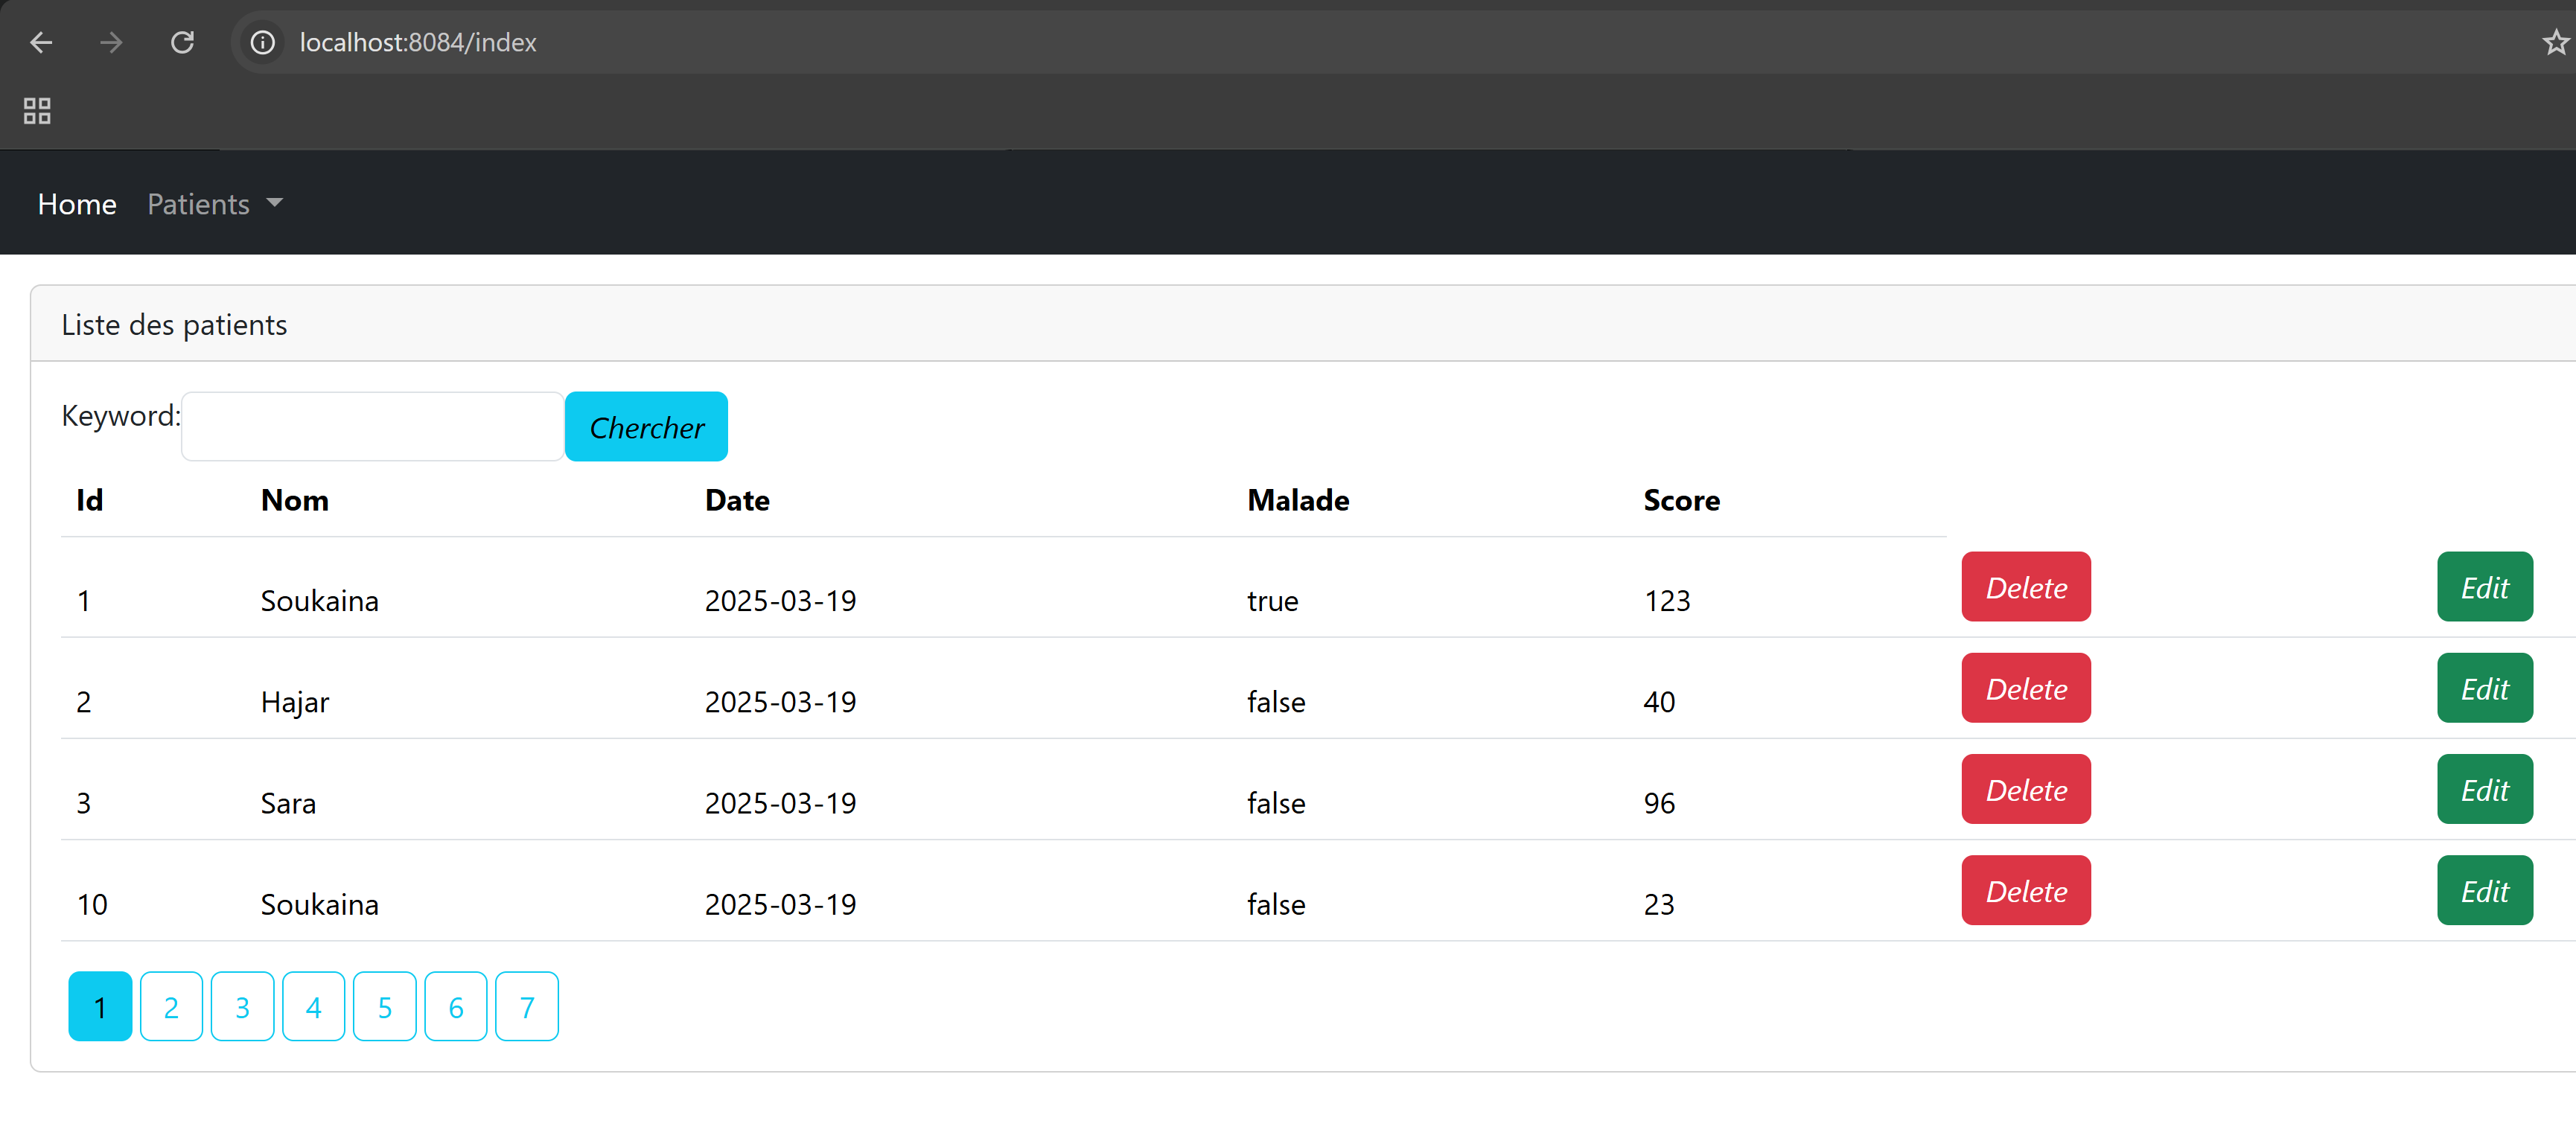 localhost:8084/index
Home Patients
Liste des patients
Keyword: Chercher
Id Nom Date Malade Score
1 Soukaina 2025-03-19 true 123 Delete Edit
2 Hajar 2025-03-19 false 40 Delete Edit
3 Sara 2025-03-19 false 96 Delete Edit
10 Soukaina 2025-03-19 false 23 Delete Edit
1 2 3 4 5 6 7